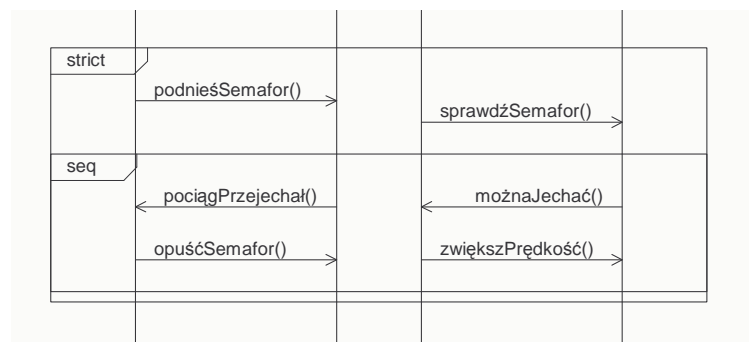 strict
podnieśSemafor()
sprawdźSemafor()
seq
pociągPrzejechał()
możnaJechać()
opuśćSemafor()
zwiększPrędkość()